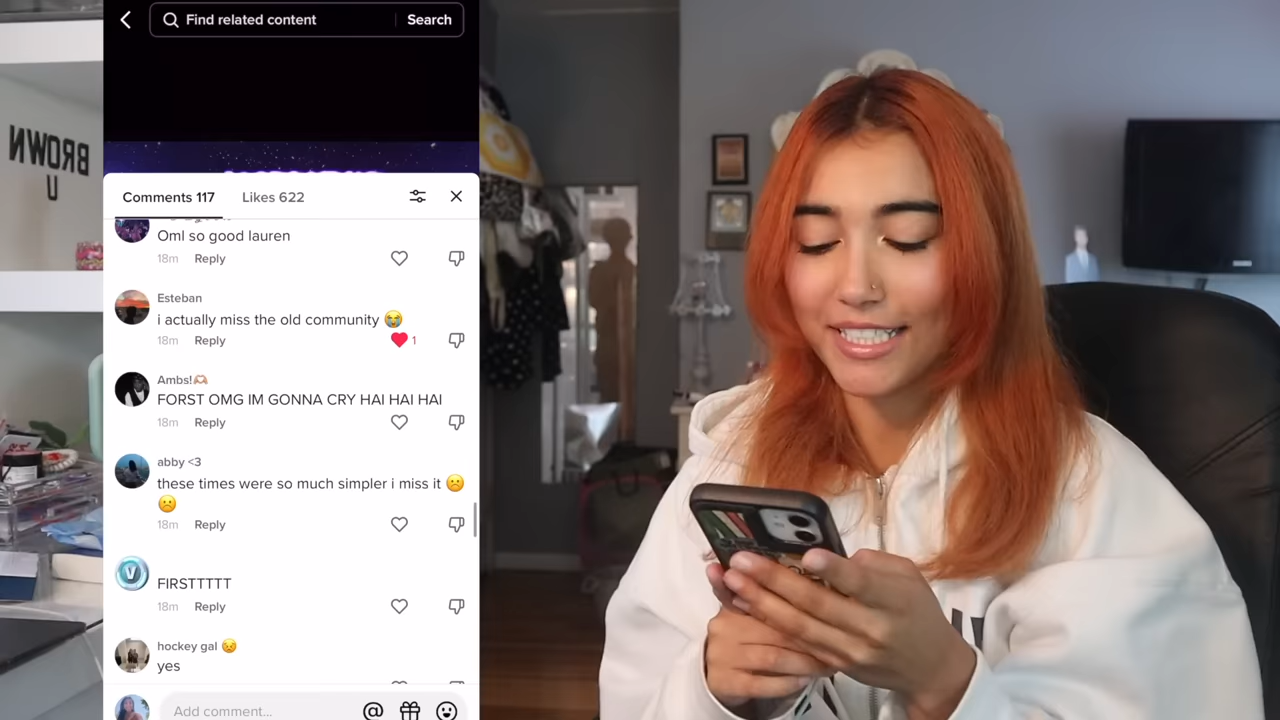 Find related content
Search
BROWN
U
Comments 117
Likes 622
Oml so good lauren
18m Reply
Esteban
i actually miss the old community 😭
18m Reply
1
Ambs!🫶🏼
FORST OMG IM GONNA CRY HAI HAI HAI
18m Reply
abby <3
these times were so much simpler i miss it ☹️
☹️
18m Reply
V
FIRSTTTTT
18m Reply
hockey gal 😔
yes
Add comment...